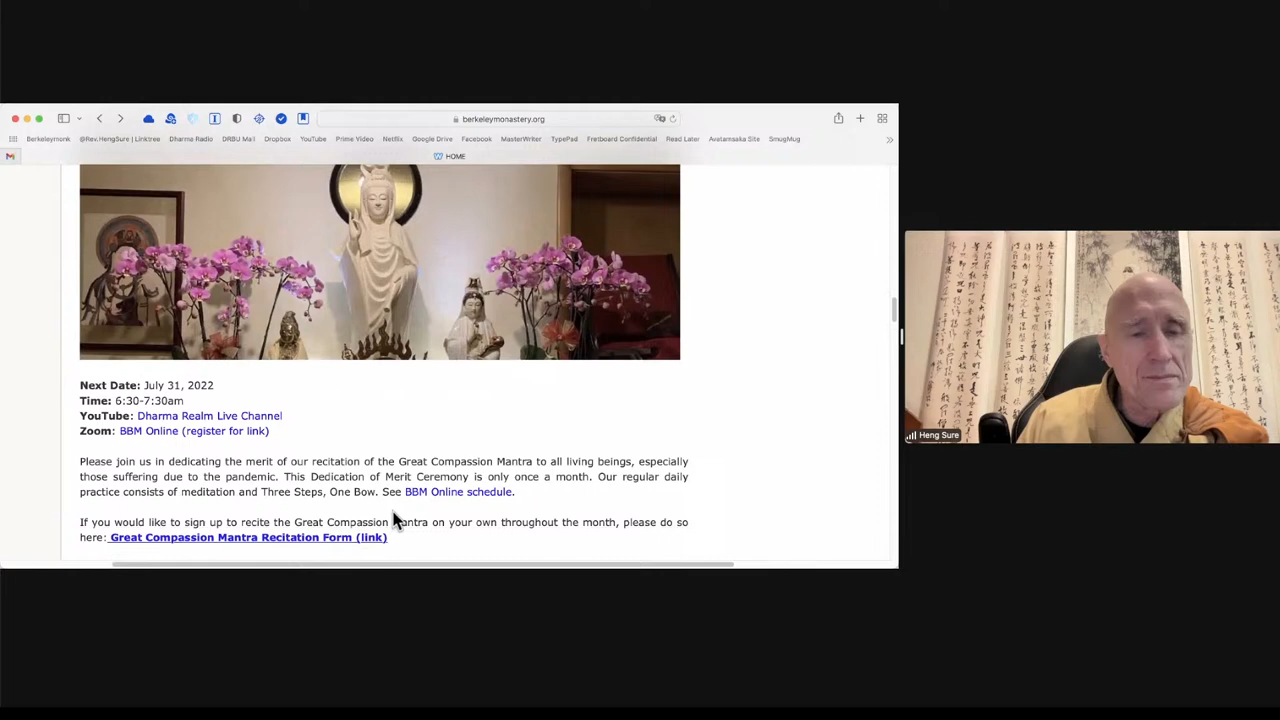 berkeleymonastery.org
Berkeleymonk @Rev.HengSure | Linktree Dharma Radio DRBU Mail Dropbox YouTube Prime Video Netflix Google Drive Facebook MasterWriter TypePad Fretboard Confidential Read Later Avatamsaka Site SmugMug
HOME
Next Date: July 31, 2022
Time: 6:30-7:30am
YouTube: Dharma Realm Live Channel
Zoom: BBM Online (register for link)
Please join us in dedicating the merit of our recitation of the Great Compassion Mantra to all living beings, especially
those suffering due to the pandemic. This Dedication of Merit Ceremony is only once a month. Our regular daily
practice consists of meditation and Three Steps, One Bow. See BBM Online schedule.
If you would like to sign up to recite the Great Compassion Mantra on your own throughout the month, please do so
here: Great Compassion Mantra Recitation Form (link)
Heng Sure